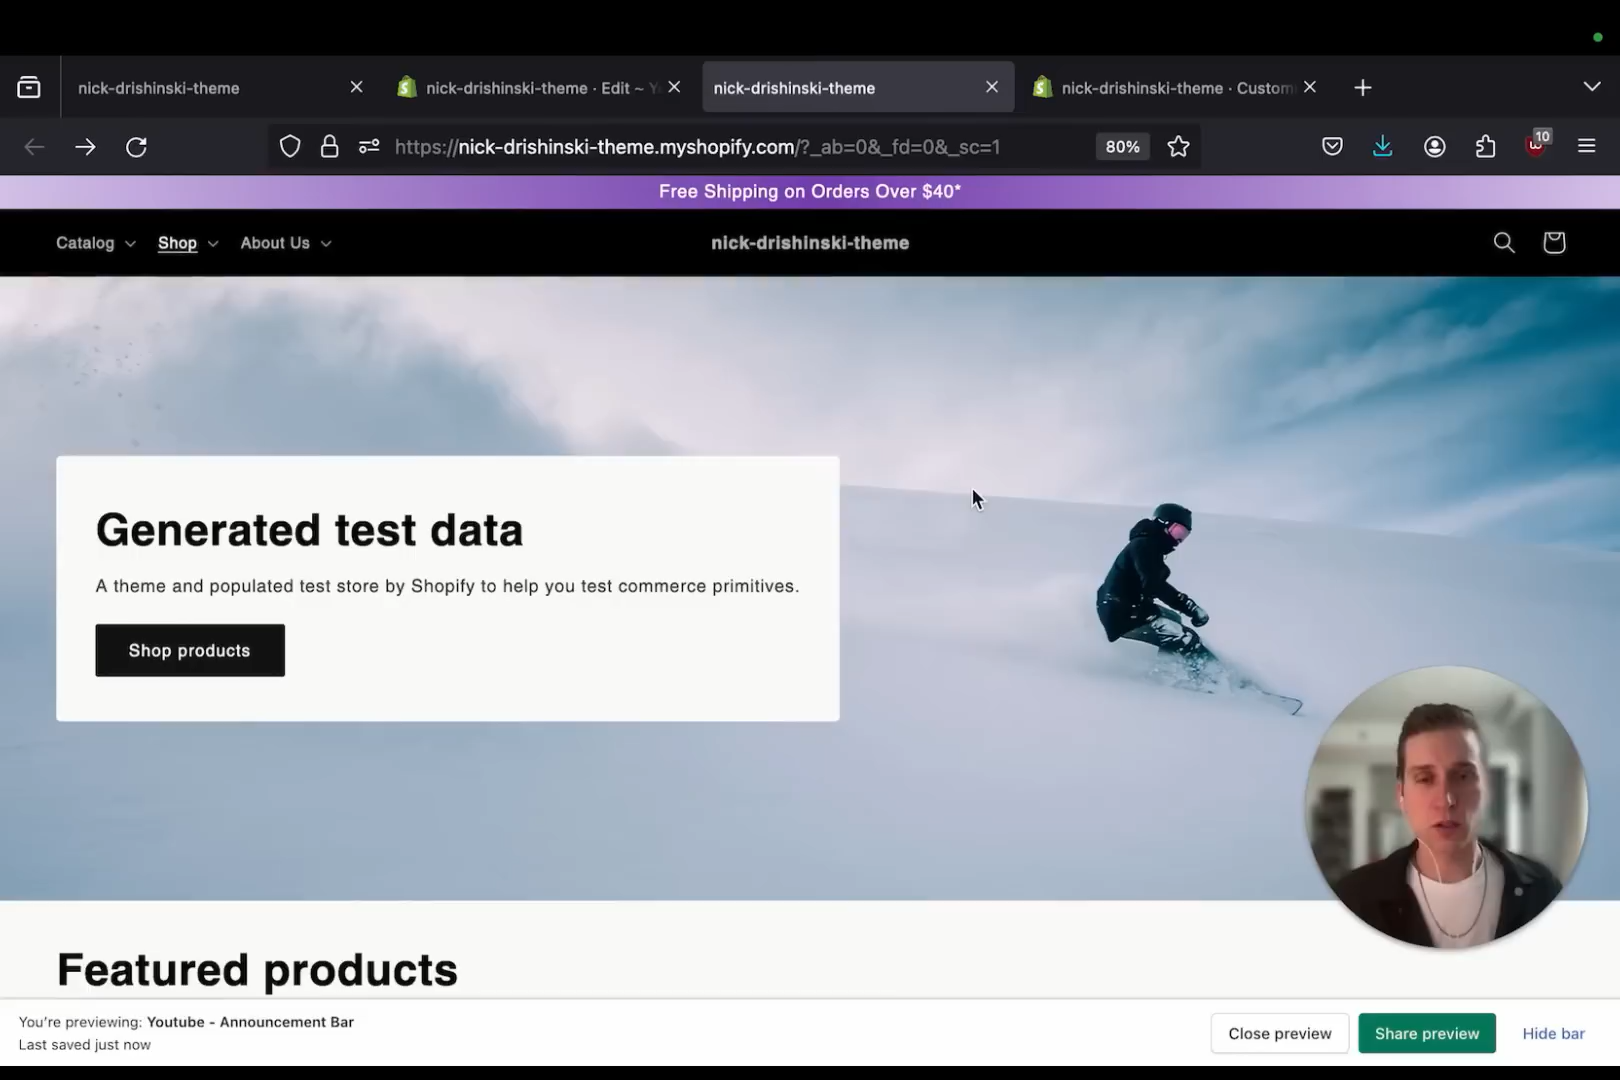 nick-drishinski-theme
nick-drishinski-theme · Edit ~
nick-drishinski-theme
nick-drishinski-theme · Custom
https://nick-drishinski-theme.myshopify.com/?_ab=0&_fd=0&_sc=1
80%
10
Free Shipping on Orders Over $40*
Catalog
Shop
About Us
nick-drishinski-theme
Generated test data
A theme and populated test store by Shopify to help you test commerce primitives.
Shop products
Featured products
You're previewing: Youtube - Announcement Bar
Last saved just now
Close preview
Share preview
Hide bar